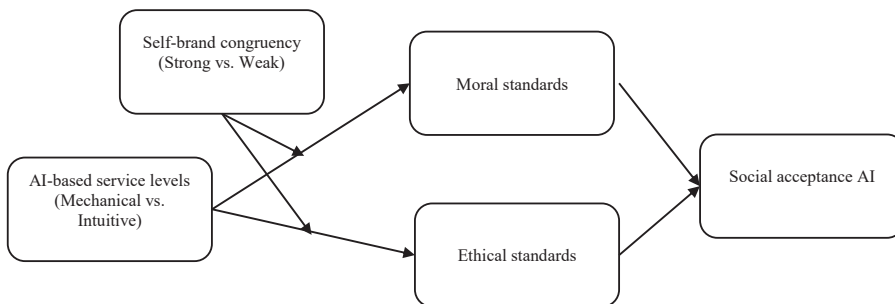 Self-brand congruency
(Strong vs. Weak)
Moral standards
AI-based service levels
(Mechanical vs.
Intuitive)
Social acceptance AI
Ethical standards